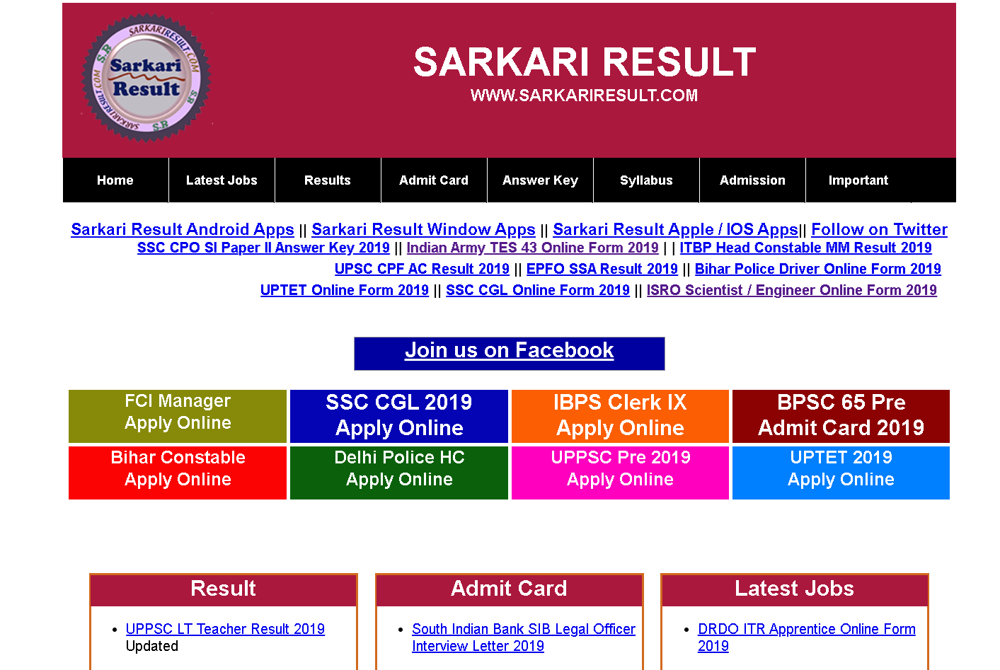 SARKARIRESULT.COM
S.R
Sarkari
Result
SARKARIRESULT.COM
S.R
SARKARI RESULT
WWW.SARKARIRESULT.COM
Home Latest Jobs Results Admit Card Answer Key Syllabus Admission Important
Sarkari Result Android Apps || Sarkari Result Window Apps || Sarkari Result Apple / IOS Apps|| Follow on Twitter
SSC CPO SI Paper II Answer Key 2019 || Indian Army TES 43 Online Form 2019 | | ITBP Head Constable MM Result 2019
UPSC CPF AC Result 2019 || EPFO SSA Result 2019 || Bihar Police Driver Online Form 2019
UPTET Online Form 2019 || SSC CGL Online Form 2019 || ISRO Scientist / Engineer Online Form 2019
Join us on Facebook
FCI Manager
Apply Online
SSC CGL 2019
Apply Online
IBPS Clerk IX
Apply Online
BPSC 65 Pre
Admit Card 2019
Bihar Constable
Apply Online
Delhi Police HC
Apply Online
UPPSC Pre 2019
Apply Online
UPTET 2019
Apply Online
Result
UPPSC LT Teacher Result 2019
Updated
Admit Card
South Indian Bank SIB Legal Officer
Interview Letter 2019
Latest Jobs
DRDO ITR Apprentice Online Form
2019